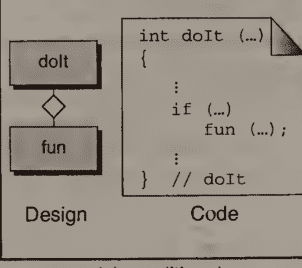 doIt
fun
Design
int doIt (…)
{
⋮
if (…)
fun (…);
⋮
} // doIt
Code